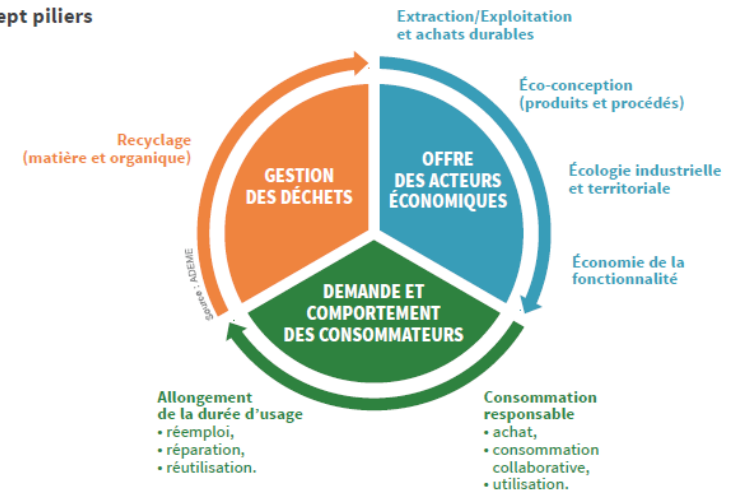 ept piliers
Extraction/Exploitation
et achats durables
Éco-conception
(produits et procédés)
Écologie industrielle
et territoriale
Économie de la
fonctionnalité
Recyclage
(matière et organique)
GESTION
DES DÉCHETS
OFFRE
DES ACTEURS
ÉCONOMIQUES
DEMANDE ET
COMPORTEMENT
DES CONSOMMATEURS
Source : ADEME
Allongement
de la durée d’usage
• réemploi,
• réparation,
• réutilisation.
Consommation
responsable
• achat,
• consommation
collaborative,
• utilisation.